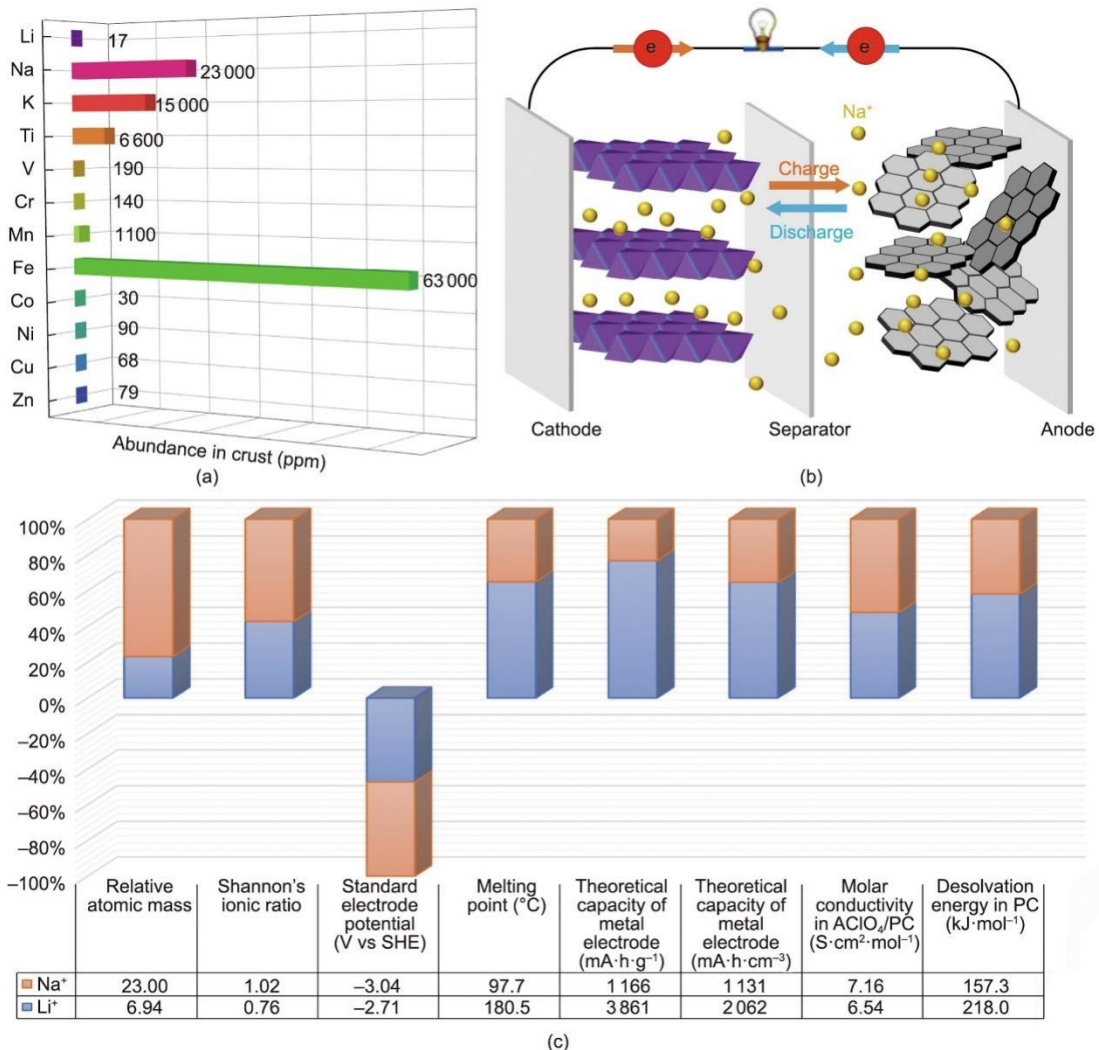 Li 17
Na 23 000
K 15 000
Ti 6 600
V 190
Cr 140
Mn 1100
Fe 63 000
Co 30
Ni 90
Cu 68
Zn 79
Abundance in crust (ppm)
(a)
e e
Na⁺
Charge
Discharge
Cathode Separator Anode
(b)
100%
80%
60%
40%
20%
0%
–20%
–40%
–60%
–80%
–100%
Relative atomic mass
Shannon's ionic ratio
Standard electrode potential (V vs SHE)
Melting point (°C)
Theoretical capacity of metal electrode (mA·h·g⁻¹)
Theoretical capacity of metal electrode (mA·h·cm⁻³)
Molar conductivity in AClO₄/PC (S·cm²·mol⁻¹)
Desolvation energy in PC (kJ·mol⁻¹)
Na⁺ 23.00 1.02 –3.04 97.7 1 166 1 131 7.16 157.3
Li⁺ 6.94 0.76 –2.71 180.5 3 861 2 062 6.54 218.0
(c)